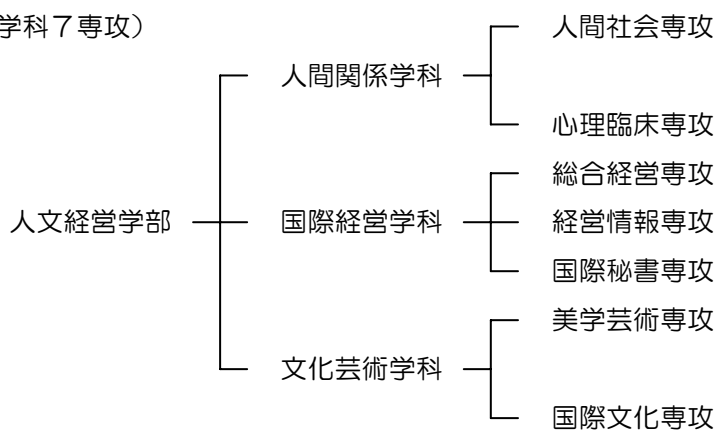 学科７専攻）
人間社会専攻
人間関係学科
心理臨床専攻
総合経営専攻
人文経営学部
国際経営学科
経営情報専攻
国際秘書専攻
美学芸術専攻
文化芸術学科
国際文化専攻